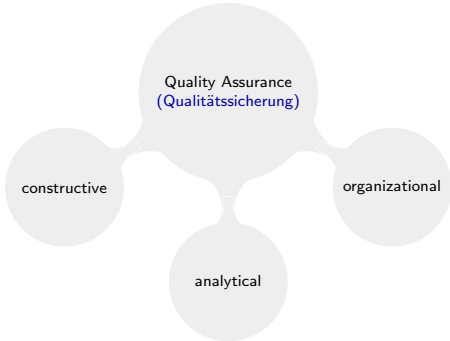 Quality Assurance
(Qualitätssicherung)
constructive
organizational
analytical